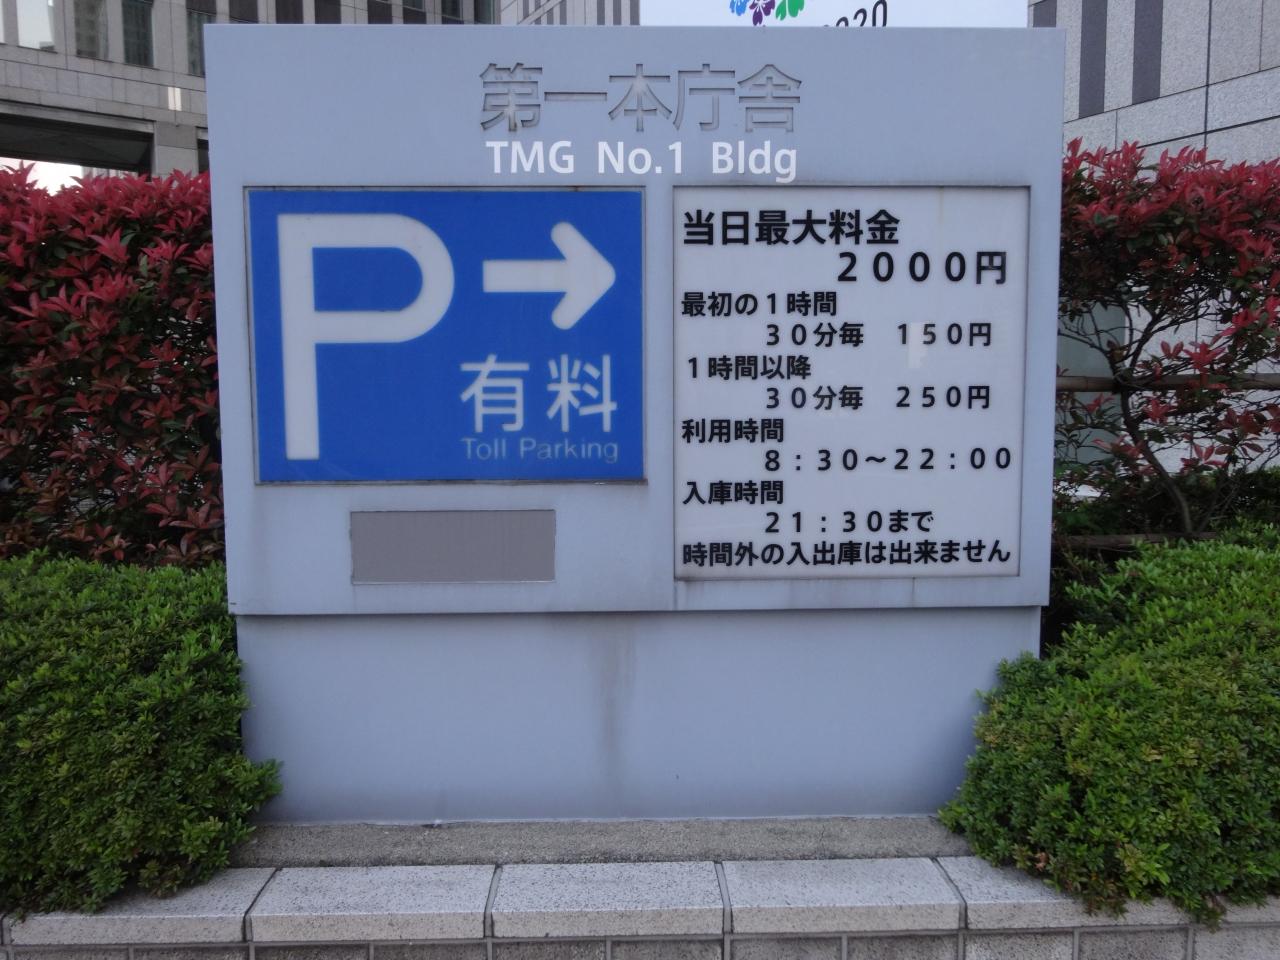 2020
第一本庁舎
TMG No.1 Bldg
P→
有料
Toll Parking
当日最大料金
2000円
最初の1時間
30分毎 150円
1時間以降
30分毎 250円
利用時間
8:30~22:00
入庫時間
21:30まで
時間外の入出庫は出来ません